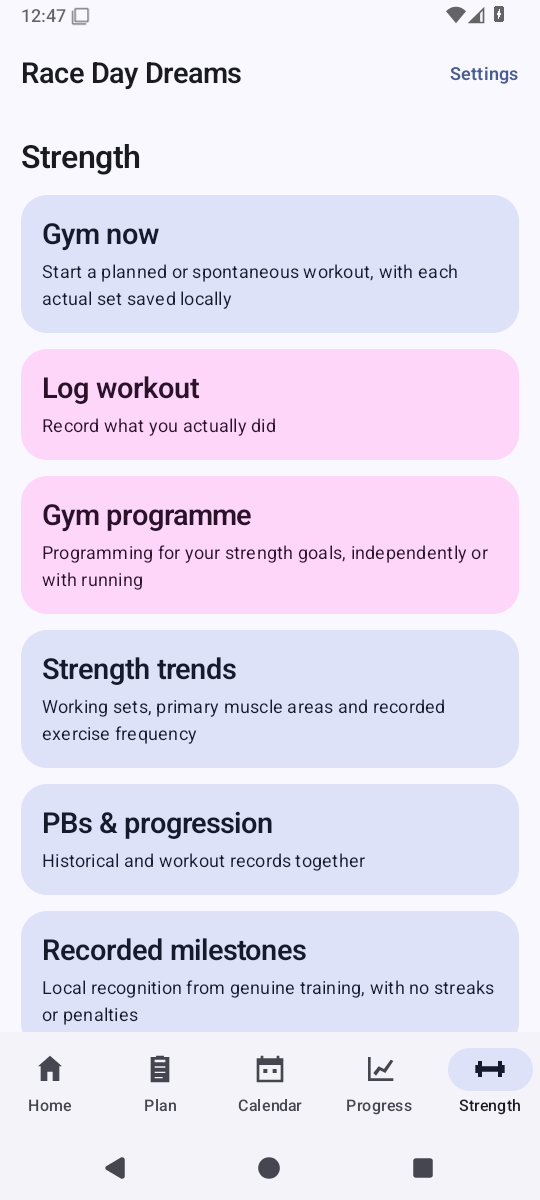 12:47
Race Day Dreams
Settings
Strength
Gym now
Start a planned or spontaneous workout, with each
actual set saved locally
Log workout
Record what you actually did
Gym programme
Programming for your strength goals, independently or
with running
Strength trends
Working sets, primary muscle areas and recorded
exercise frequency
PBs & progression
Historical and workout records together
Recorded milestones
Local recognition from genuine training, with no streaks
or penalties
Home
Plan
Calendar
Progress
Strength